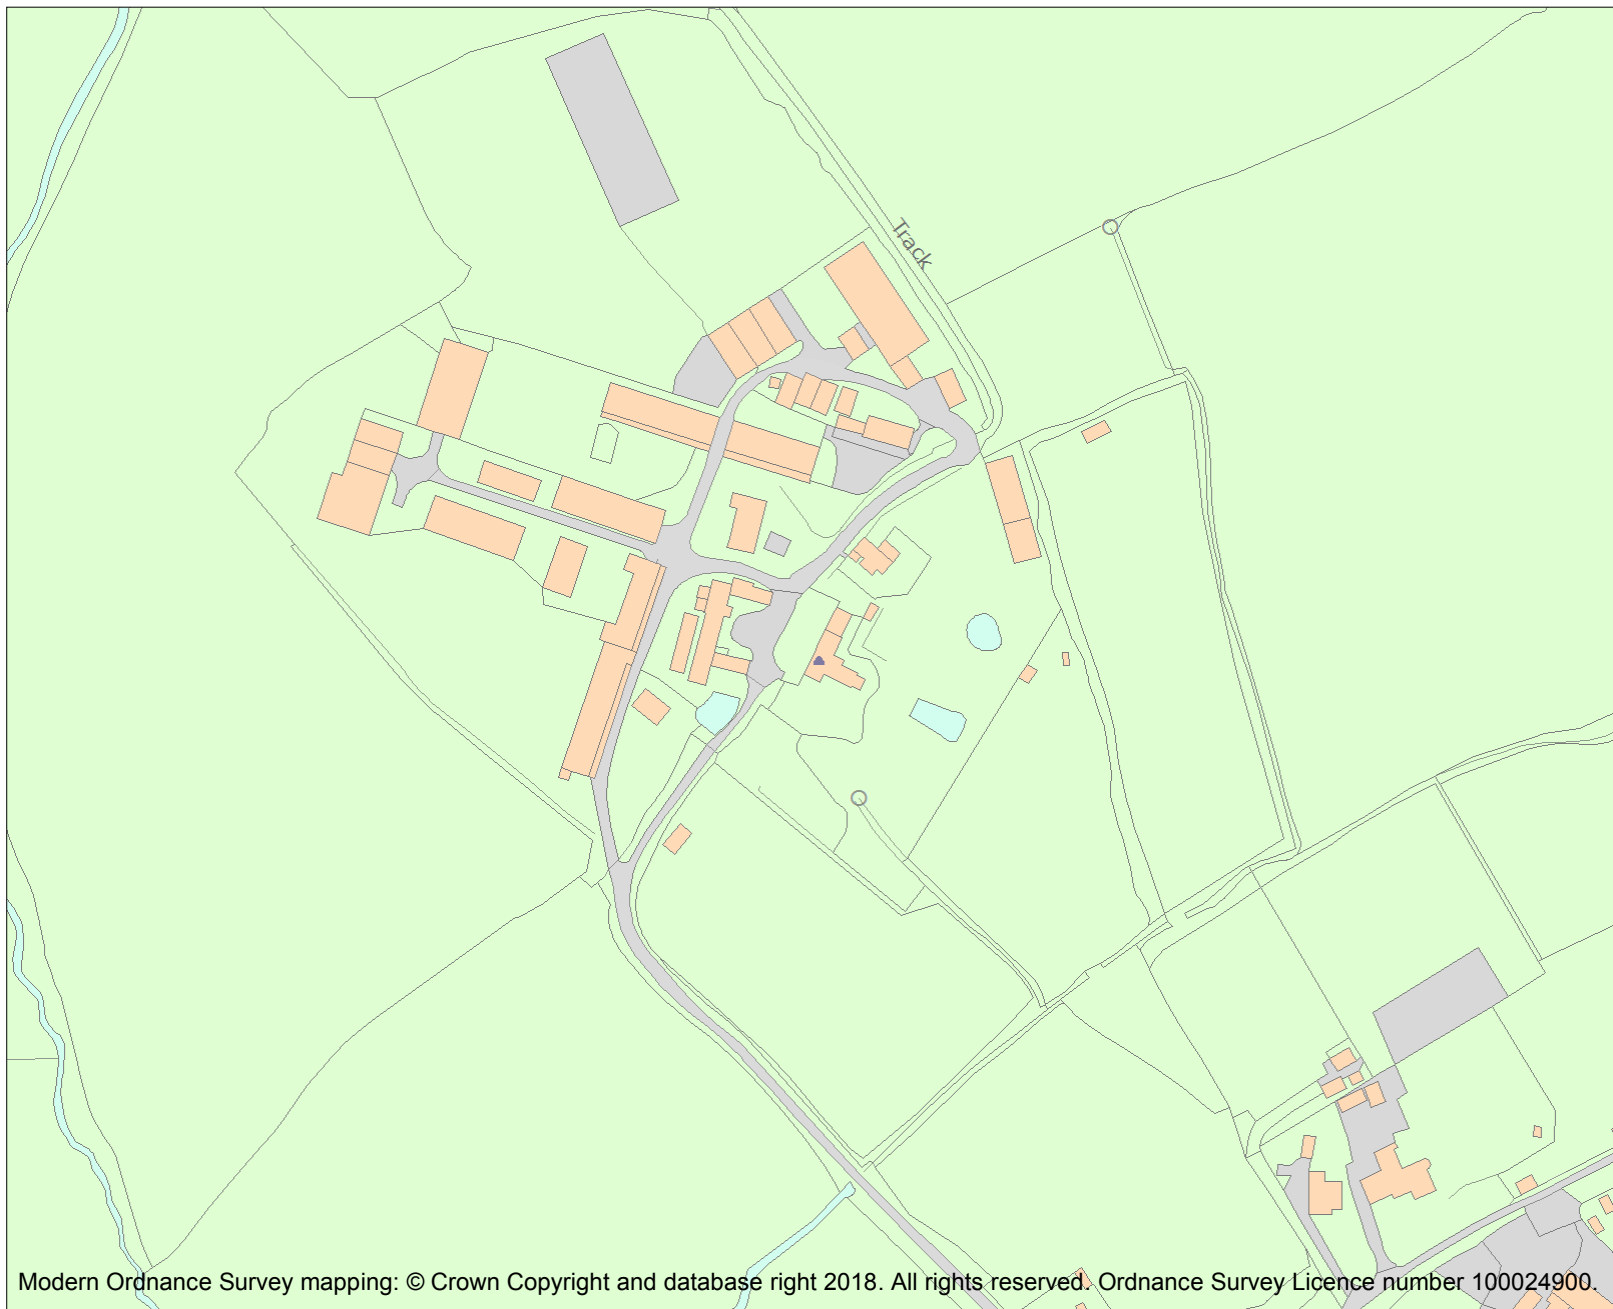 Track
Modern Ordnance Survey mapping: © Crown Copyright and database right 2018. All rights reserved. Ordnance Survey Licence number 100024900.